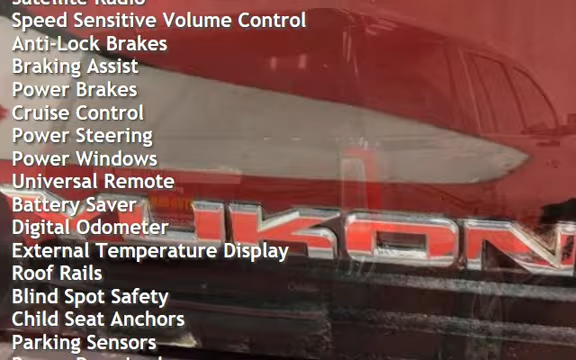 Satellite Radio
Speed Sensitive Volume Control
Anti-Lock Brakes
Braking Assist
Power Brakes
Cruise Control
Power Steering
Power Windows
Universal Remote
Battery Saver
YUKON
Digital Odometer
External Temperature Display
Roof Rails
Blind Spot Safety
Child Seat Anchors
Parking Sensors